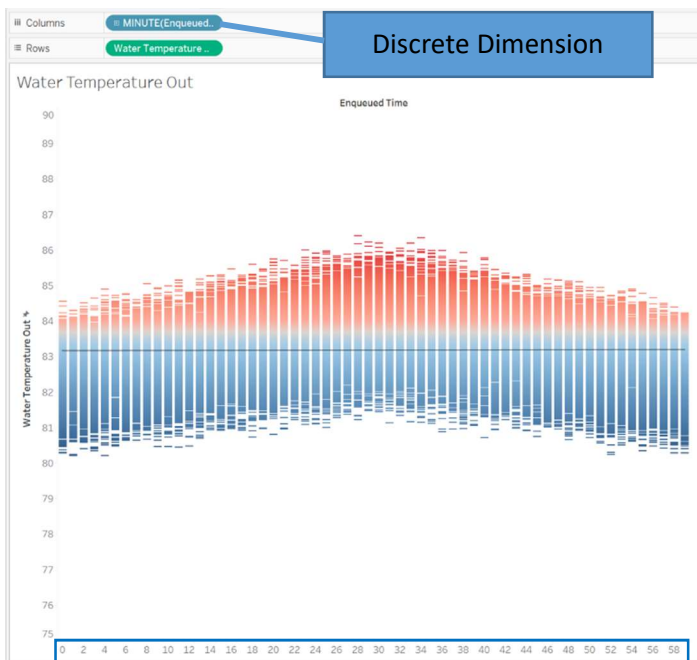 Columns
MINUTE(Enqueued..
Discrete Dimension
Rows
Water Temperature ..
Water Temperature Out
Enqueued Time
90
89
88
87
86
85
84
83
82
81
80
79
78
77
76
75
Water Temperature Out
0 2 4 6 8 10 12 14 16 18 20 22 24 26 28 30 32 34 36 38 40 42 44 46 48 50 52 54 56 58